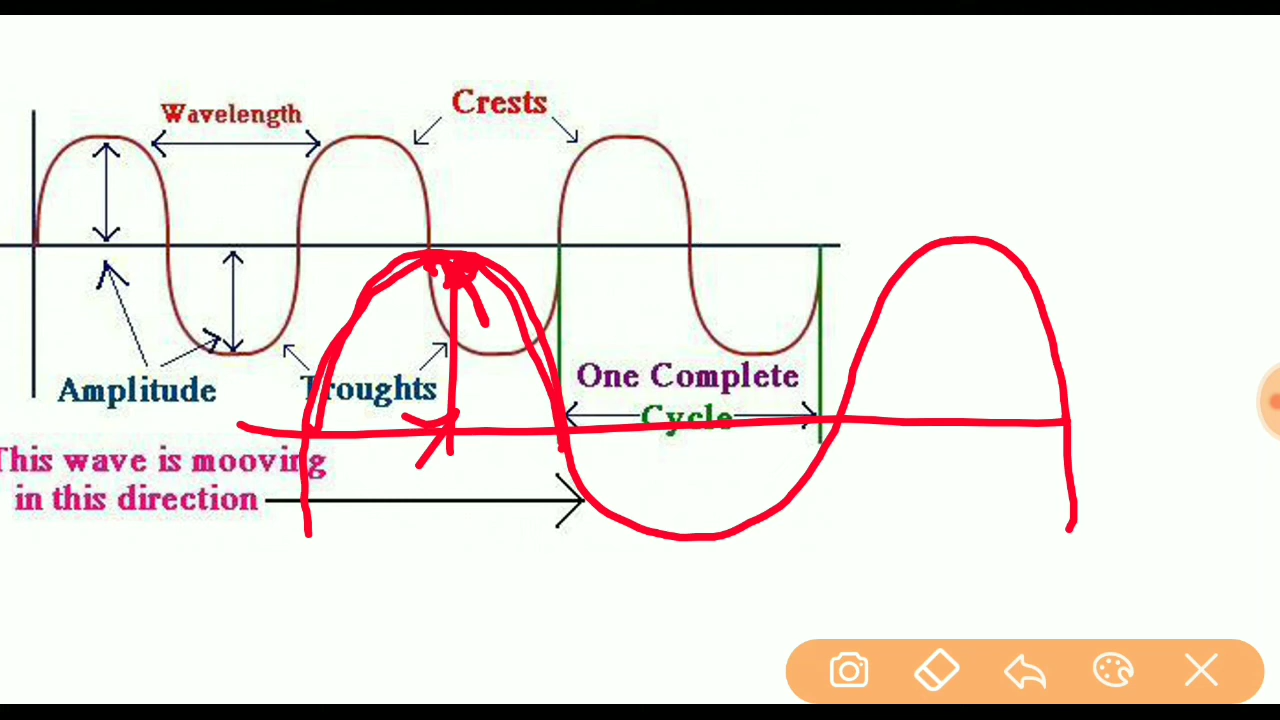 Wavelength
Crests
Amplitude
Troughts
One Complete
Cycle
This wave is mooving
in this direction